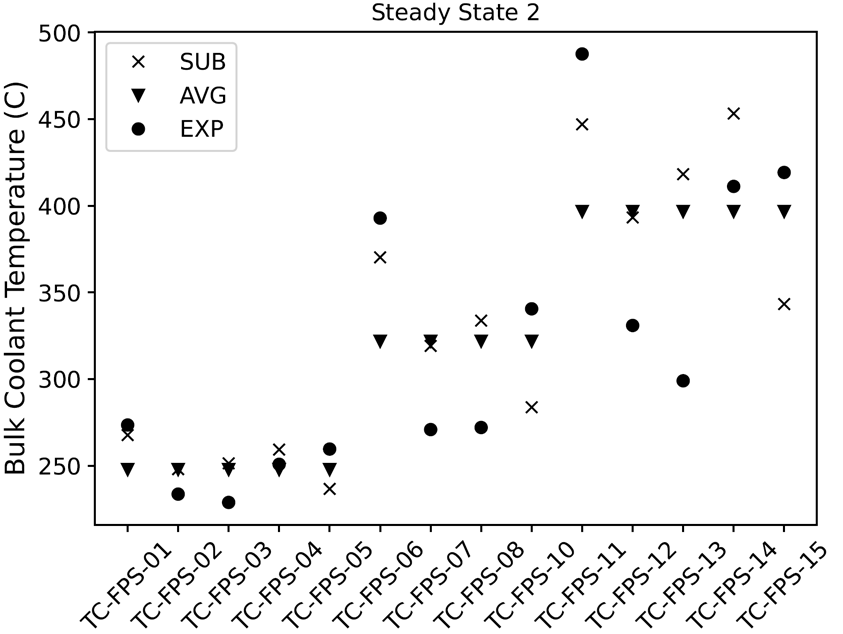 Steady State 2
Bulk Coolant Temperature (C)
500
450
400
350
300
250
SUB
AVG
EXP
TC-FPS-01
TC-FPS-02
TC-FPS-03
TC-FPS-04
TC-FPS-05
TC-FPS-06
TC-FPS-07
TC-FPS-08
TC-FPS-10
TC-FPS-11
TC-FPS-12
TC-FPS-13
TC-FPS-14
TC-FPS-15